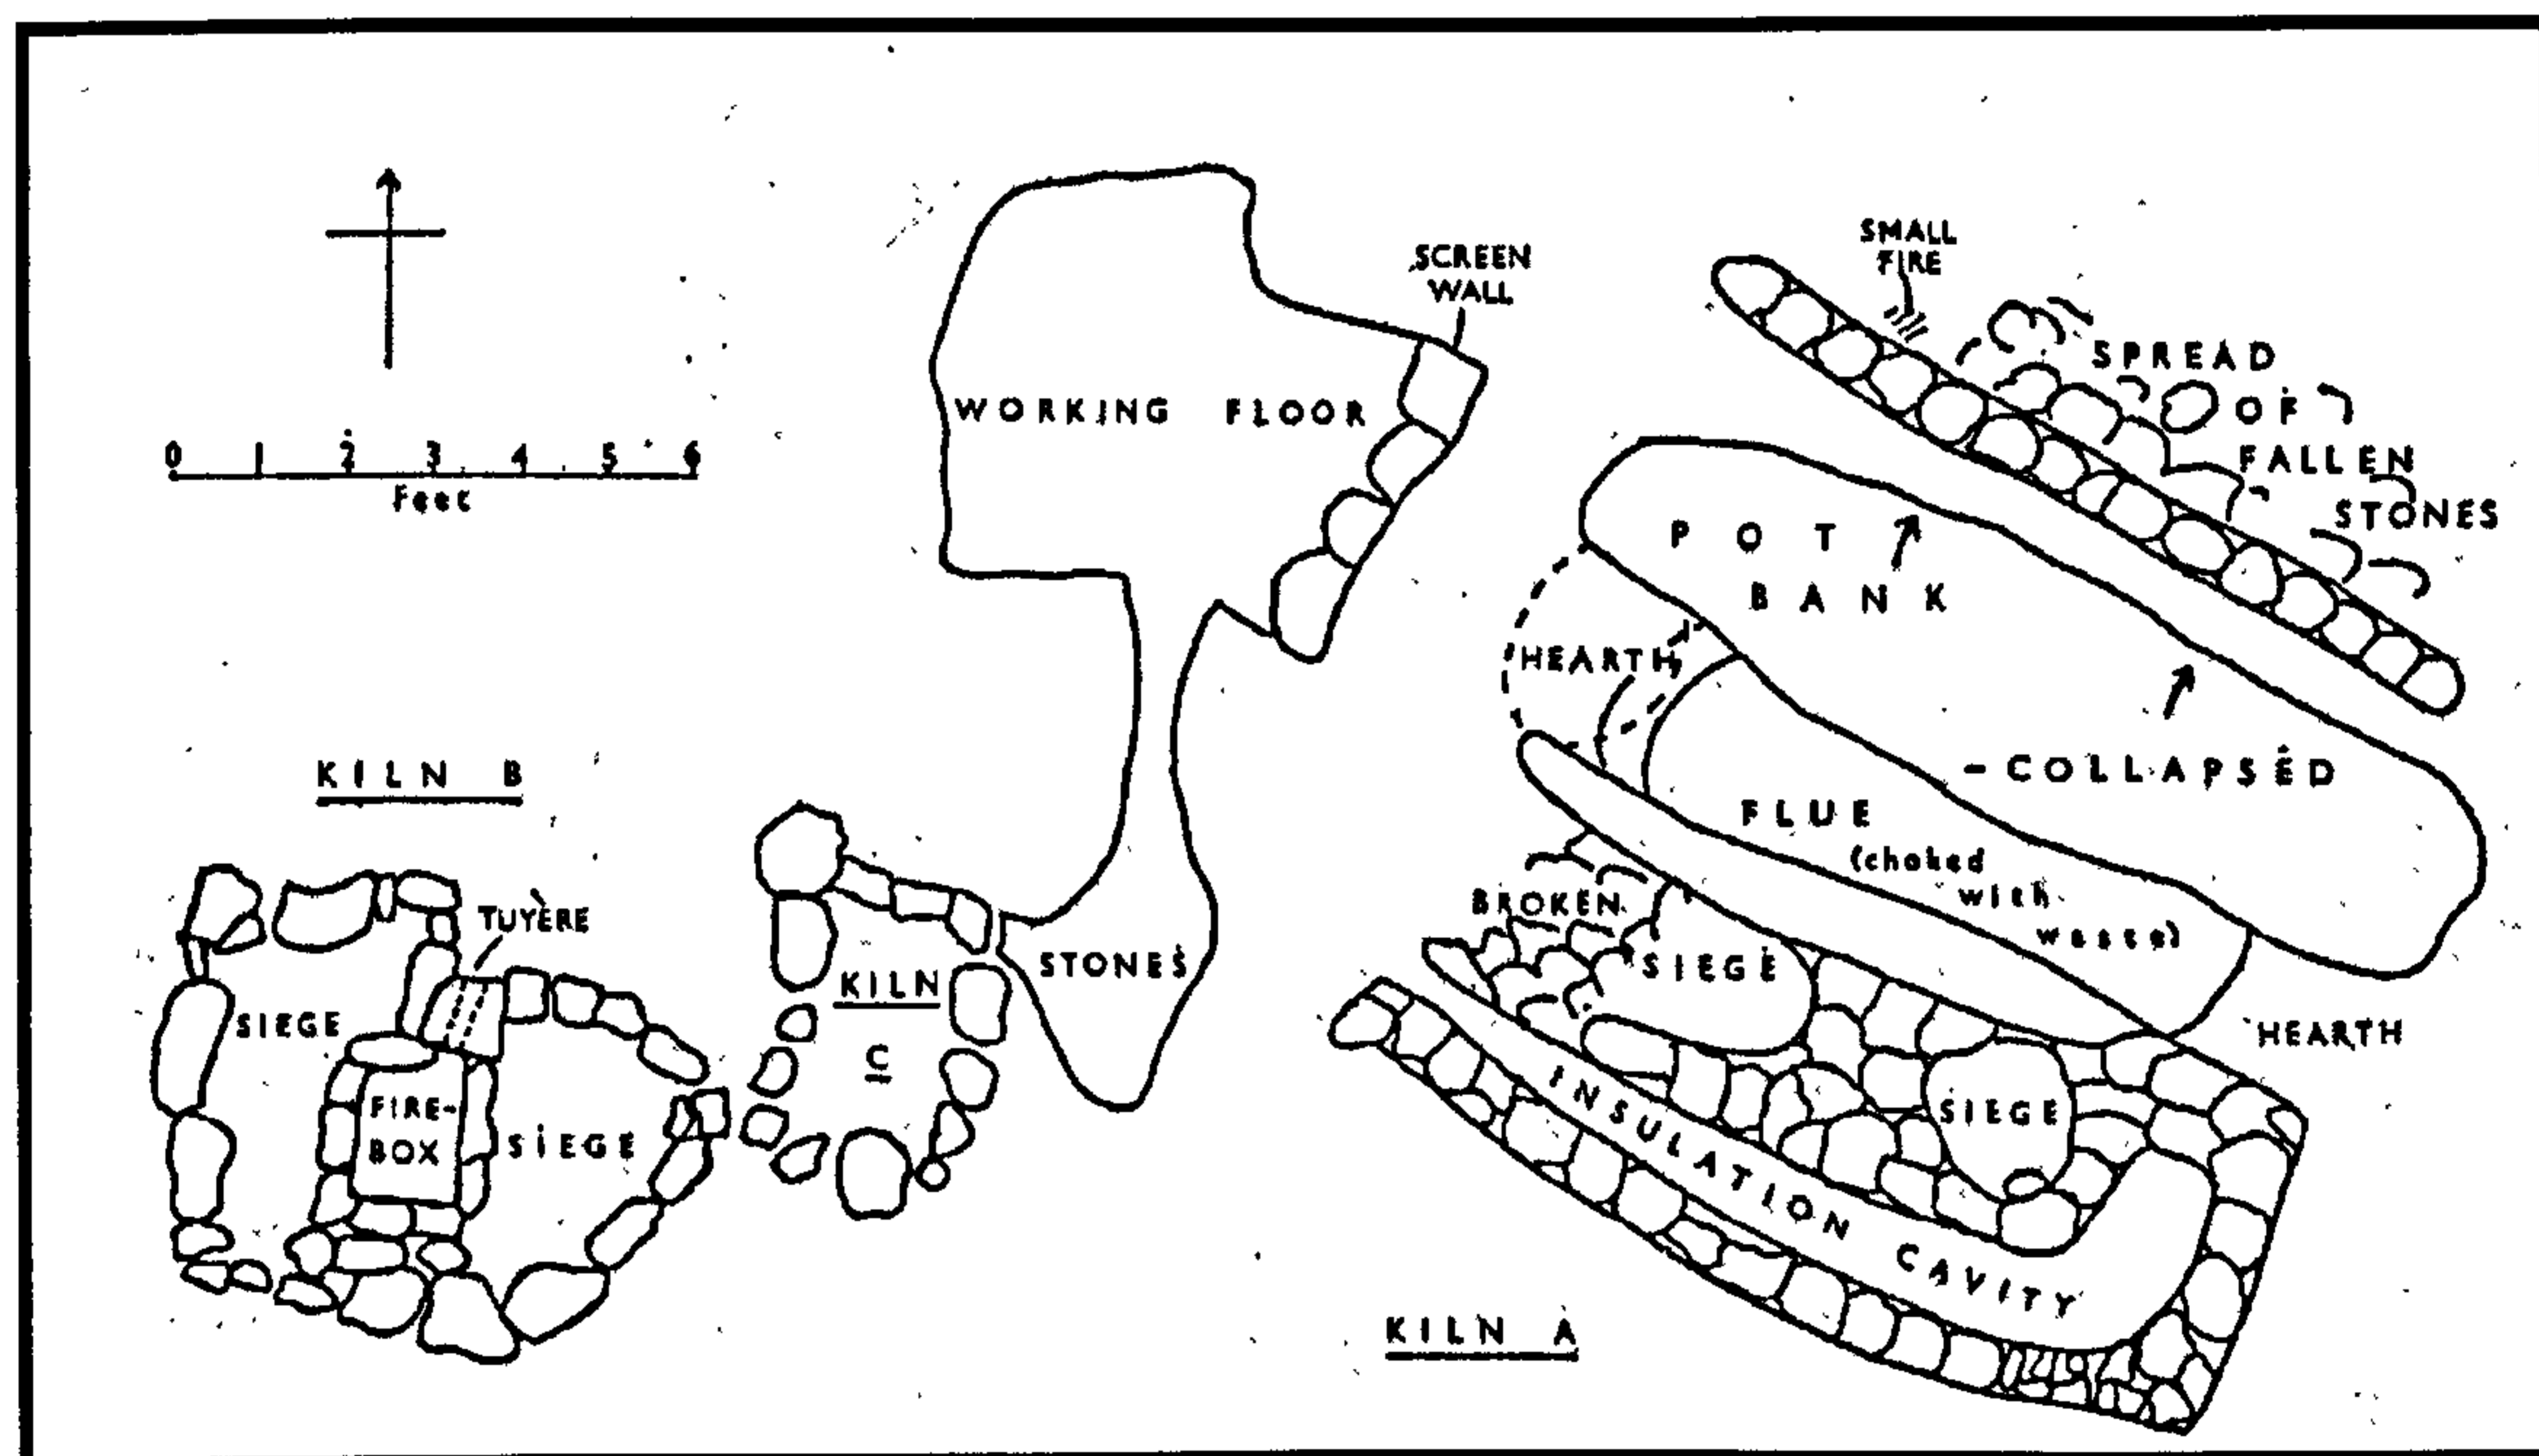 SMALL
FIRE
SCREEN
WALL
SPREAD
OF
FALLEN
STONES
WORKING FLOOR
0 1 2 3 4 5 6
Feet
POT
BANK
- COLLAPSED
HEARTH
FLUE
(choked
with
waste)
KILN B
TUYÈRE
SIEGE
FIRE-
BOX
SIEGE
KILN
C
STONES
BROKEN
SIEGE
SIEGE
HEARTH
INSULATION CAVITY
KILN A